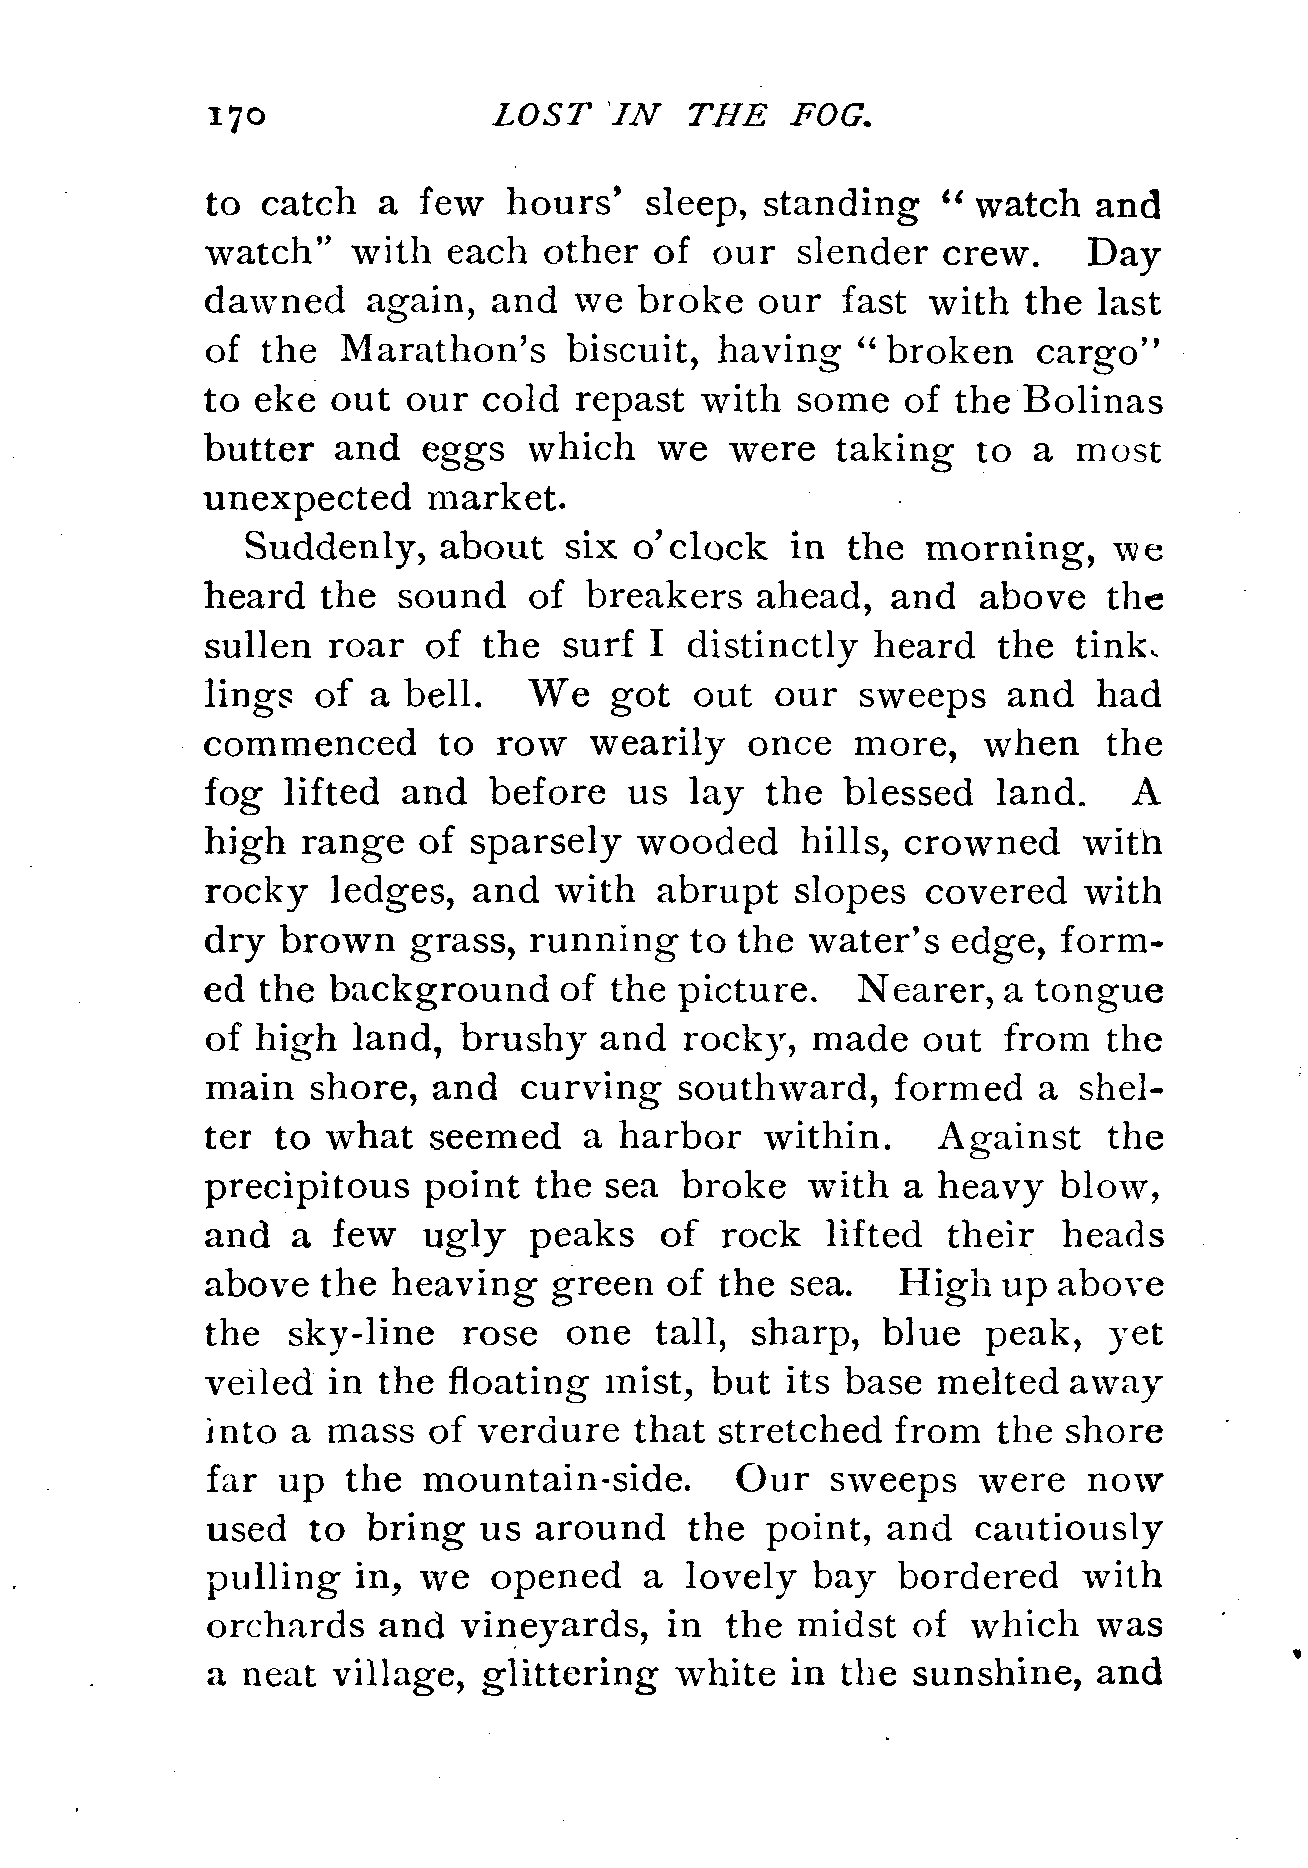 170 LOST IN THE FOG.
to catch a few hours' sleep, standing "watch and
watch" with each other of our slender crew. Day
dawned again, and we broke our fast with the last
of the Marathon's biscuit, having "broken cargo"
to eke out our cold repast with some of the Bolinas
butter and eggs which we were taking to a most
unexpected market.
Suddenly, about six o'clock in the morning, we
heard the sound of breakers ahead, and above the
sullen roar of the surf I distinctly heard the tink-
lings of a bell. We got out our sweeps and had
commenced to row wearily once more, when the
fog lifted and before us lay the blessed land. A
high range of sparsely wooded hills, crowned with
rocky ledges, and with abrupt slopes covered with
dry brown grass, running to the water's edge, form-
ed the background of the picture. Nearer, a tongue
of high land, brushy and rocky, made out from the
main shore, and curving southward, formed a shel-
ter to what seemed a harbor within. Against the
precipitous point the sea broke with a heavy blow,
and a few ugly peaks of rock lifted their heads
above the heaving green of the sea. High up above
the sky-line rose one tall, sharp, blue peak, yet
veiled in the floating mist, but its base melted away
into a mass of verdure that stretched from the shore
far up the mountain-side. Our sweeps were now
used to bring us around the point, and cautiously
pulling in, we opened a lovely bay bordered with
orchards and vineyards, in the midst of which was
a neat village, glittering white in the sunshine, and